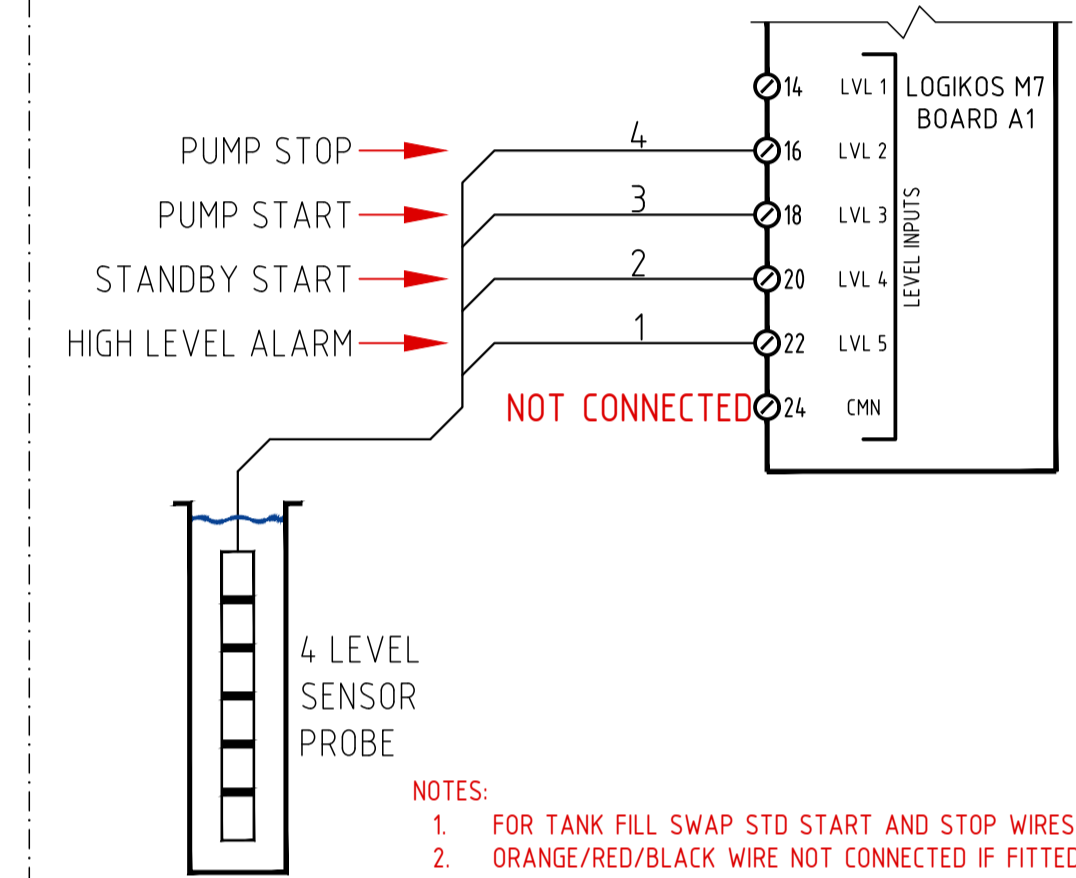 14 LVL 1 LOGIKOS M7
BOARD A1
PUMP STOP 4 16 LVL 2
PUMP START 3 18 LVL 3
STANDBY START 2 20 LVL 4
HIGH LEVEL ALARM 1 22 LVL 5
NOT CONNECTED 24 CMN
LEVEL INPUTS
4 LEVEL
SENSOR
PROBE
NOTES:
1. FOR TANK FILL SWAP STD START AND STOP WIRES
2. ORANGE/RED/BLACK WIRE NOT CONNECTED IF FITTED